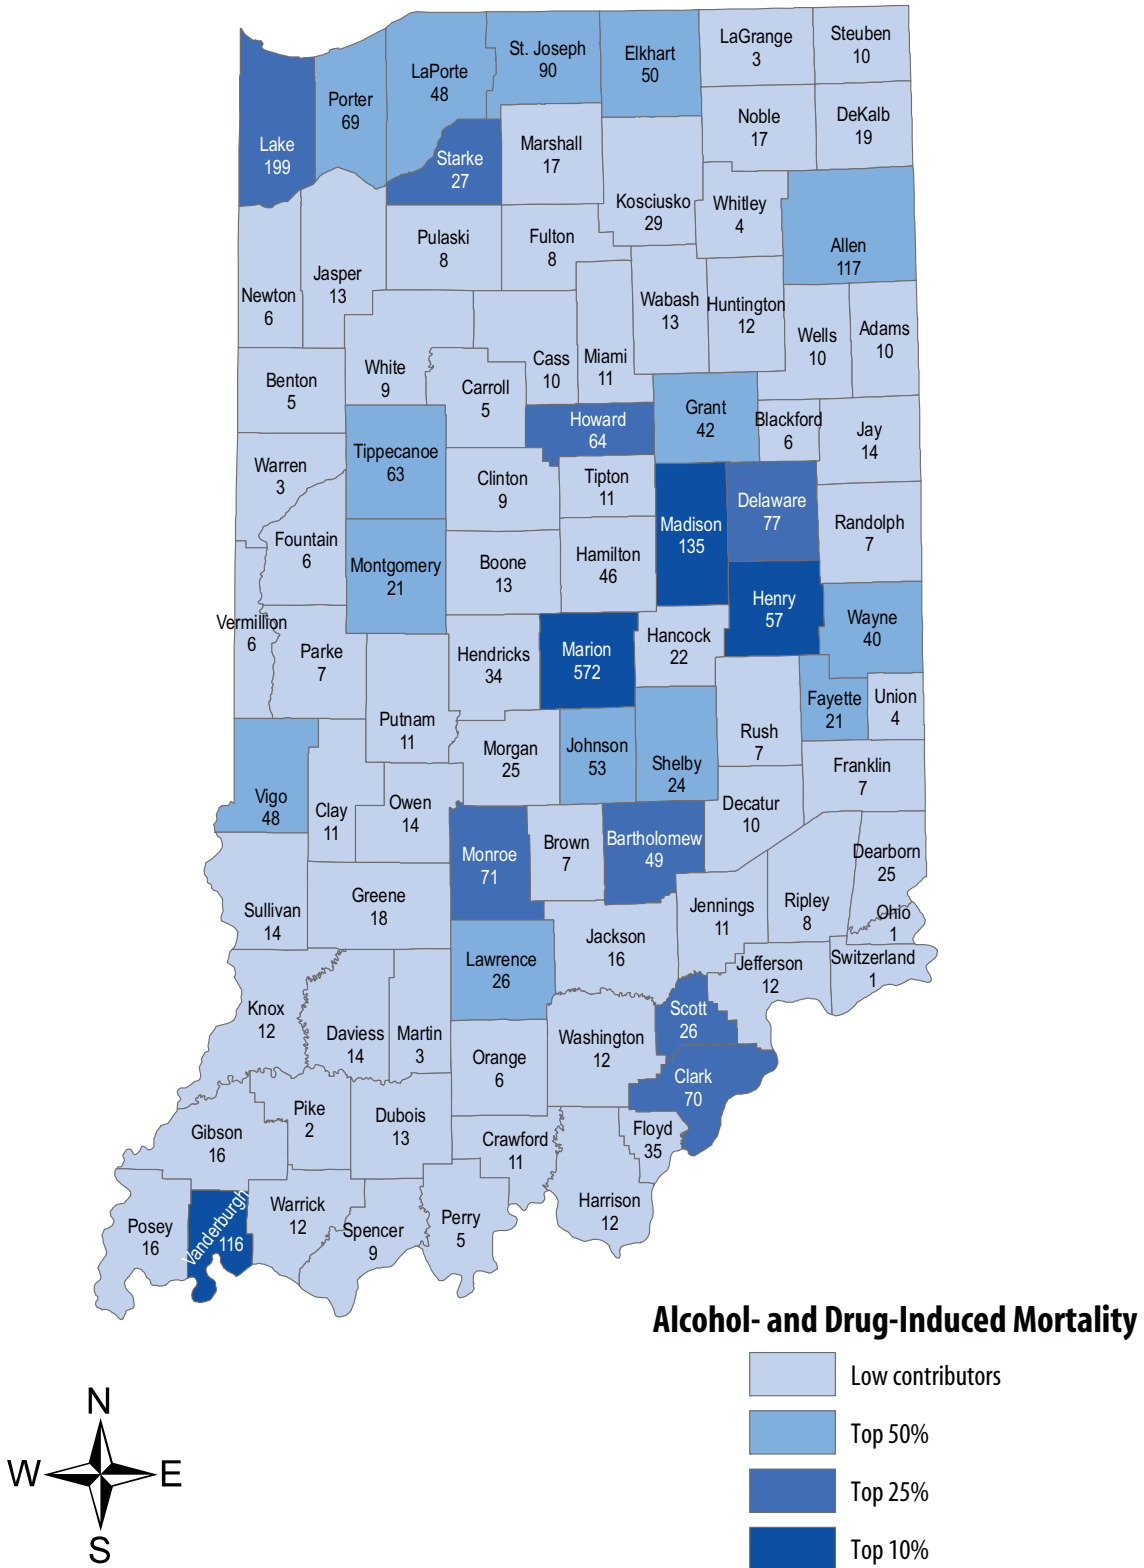 LaGrange
3
Steuben
10
St. Joseph
90
Elkhart
50
LaPorte
48
Porter
69
Lake
199
Starke
27
Marshall
17
Noble
17
DeKalb
19
Kosciusko
29
Whitley
4
Allen
117
Pulaski
8
Fulton
8
Jasper
13
Newton
6
Wabash
13
Huntington
12
Wells
10
Adams
10
White
9
Cass
10
Miami
11
Benton
5
Carroll
5
Howard
64
Grant
42
Blackford
6
Jay
14
Warren
3
Tippecanoe
63
Clinton
9
Tipton
11
Madison
135
Delaware
77
Randolph
7
Fountain
6
Montgomery
21
Boone
13
Hamilton
46
Henry
57
Wayne
40
Vermillion
6
Parke
7
Hendricks
34
Marion
572
Hancock
22
Fayette
21
Union
4
Putnam
11
Morgan
25
Johnson
53
Shelby
24
Rush
7
Franklin
7
Vigo
48
Clay
11
Owen
14
Decatur
10
Monroe
71
Brown
7
Bartholomew
49
Dearborn
25
Greene
18
Sullivan
14
Jennings
11
Ripley
8
Ohio
1
Jackson
16
Lawrence
26
Jefferson
12
Switzerland
1
Knox
12
Daviess
14
Martin
3
Scott
26
Orange
6
Washington
12
Clark
70
Pike
2
Dubois
13
Gibson
16
Crawford
11
Floyd
35
Posey
16
Vanderburgh
116
Warrick
12
Spencer
9
Perry
5
Harrison
12
Alcohol- and Drug-Induced Mortality
Low contributors
Top 50%
Top 25%
Top 10%
N
W
E
S